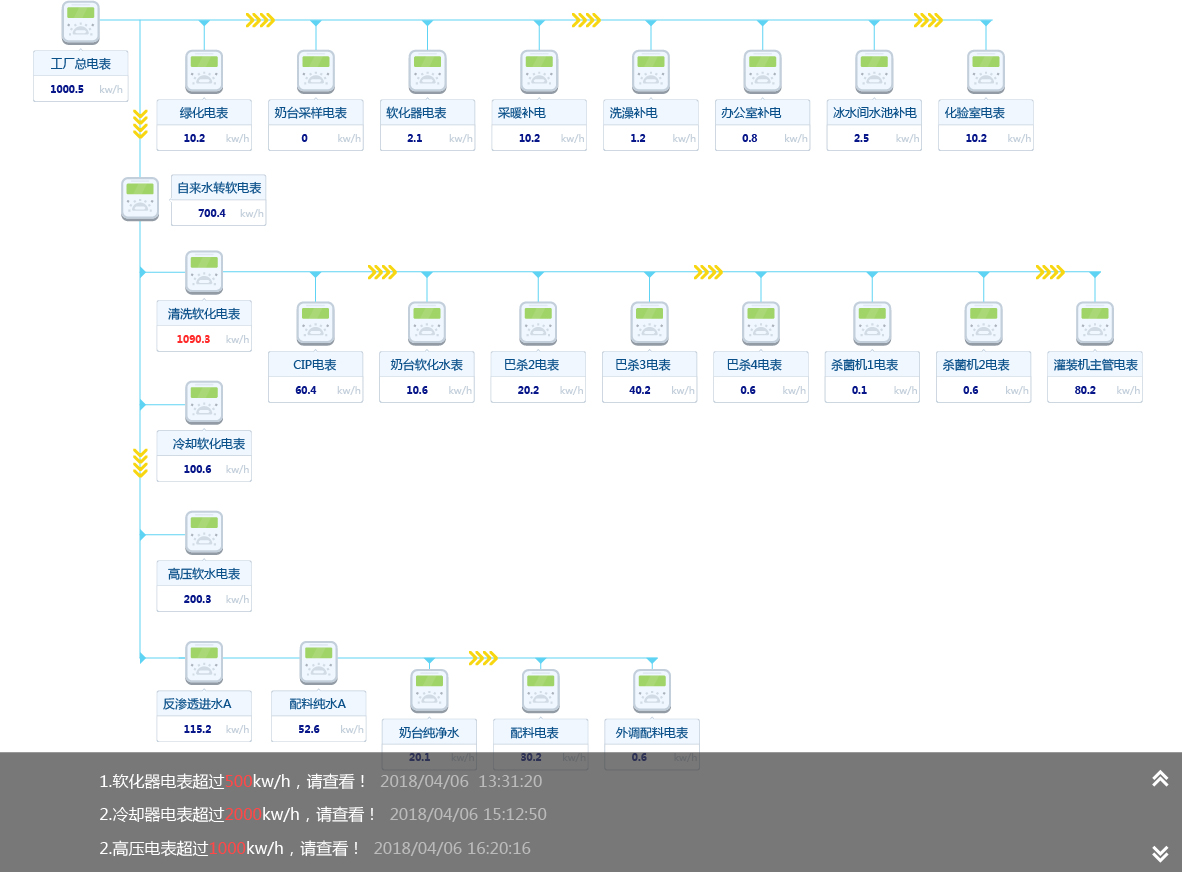 工厂总电表
1000.5 kw/h
绿化电表
10.2 kw/h
奶台采样电表
0 kw/h
软化器电表
2.1 kw/h
采暖补电
10.2 kw/h
洗澡补电
1.2 kw/h
办公室补电
0.8 kw/h
冰水间水池补电
2.5 kw/h
化验室电表
10.2 kw/h
自来水转软电表
700.4 kw/h
清洗软化电表
1090.3 kw/h
CIP电表
60.4 kw/h
奶台软化水表
10.6 kw/h
巴杀2电表
20.2 kw/h
巴杀3电表
40.2 kw/h
巴杀4电表
0.6 kw/h
杀菌机1电表
0.1 kw/h
杀菌机2电表
0.6 kw/h
灌装机主管电表
80.2 kw/h
冷却软化电表
100.6 kw/h
高压软水电表
200.3 kw/h
反渗透进水A
115.2 kw/h
配料纯水A
52.6 kw/h
奶台纯净水
20.1 kw/h
配料电表
30.2 kw/h
外调配料电表
0.6 kw/h
1.软化器电表超过500kw/h，请查看！ 2018/04/06 13:31:20
2.冷却器电表超过2000kw/h，请查看！ 2018/04/06 15:12:50
2.高压电表超过1000kw/h，请查看！ 2018/04/06 16:20:16